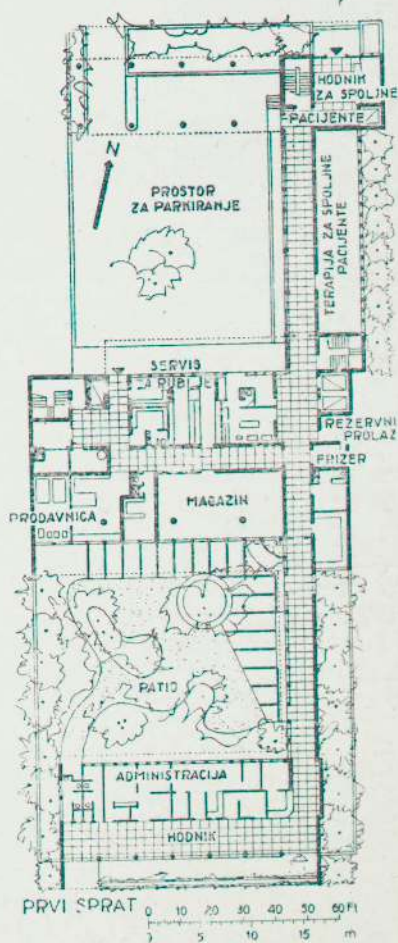 HODNIK
ZA SPOLJNE
PACIJENTE
N
PROSTOR
ZA PARKIRANJE
TERAPIJA ZA SPOLJNE
PACIJENTE
SERVIS
ZA RUBLJE
REZERVNI
PROLAZ
FRIZER
MAGAZIN
PRODAVNICA
PATIO
ADMINISTRACIJA
HODNIK
PRVI SPRAT
0 10 20 30 40 50 60 Ft
0 5 10 15 m